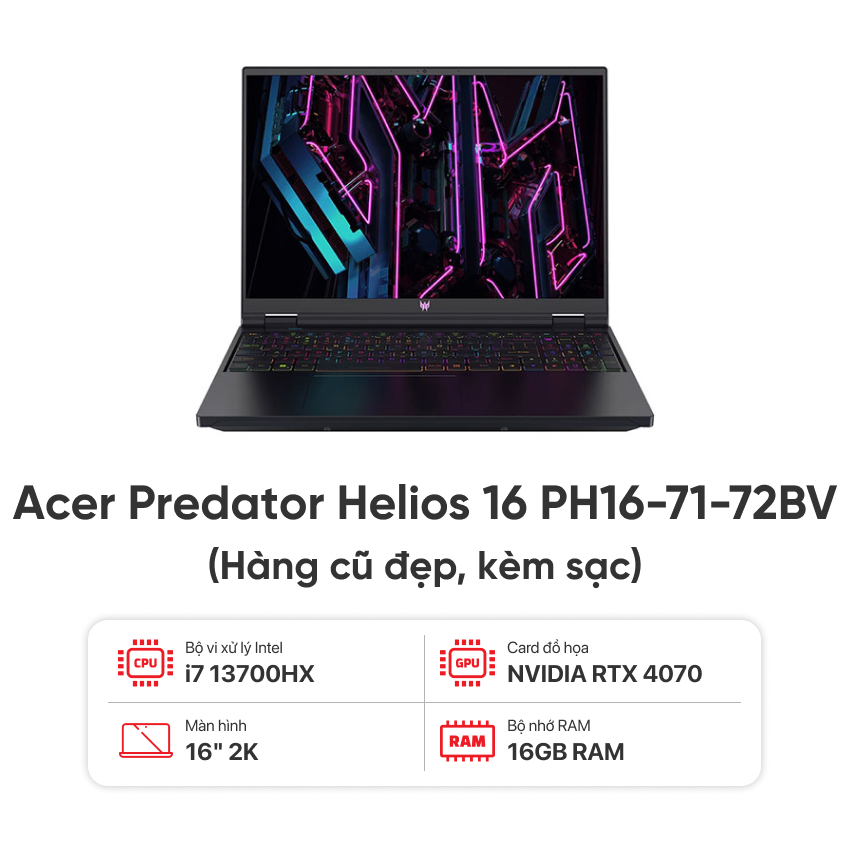 Acer Predator Helios 16 PH16-71-72BV
(Hàng cũ đẹp, kèm sạc)
CPU
Bộ vi xử lý Intel
i7 13700HX
GPU
Card đồ họa
NVIDIA RTX 4070
Màn hình
16" 2K
RAM
Bộ nhớ RAM
16GB RAM